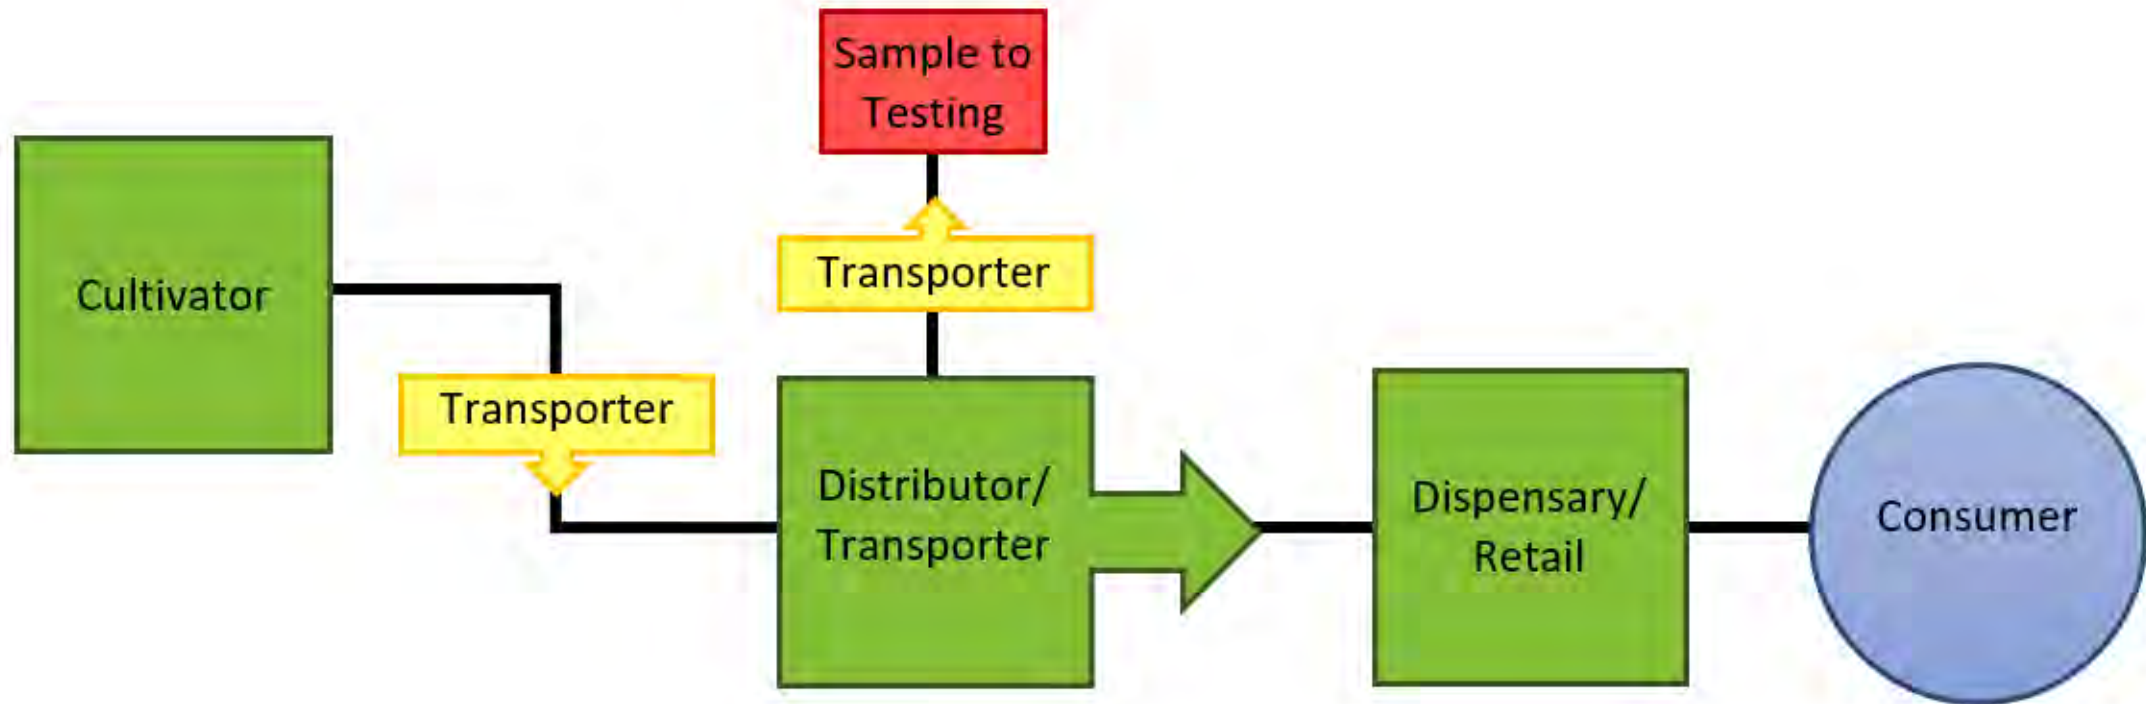 Sample to
Testing
Cultivator
Transporter
Transporter
Distributor/
Transporter
Dispensary/
Retail
Consumer